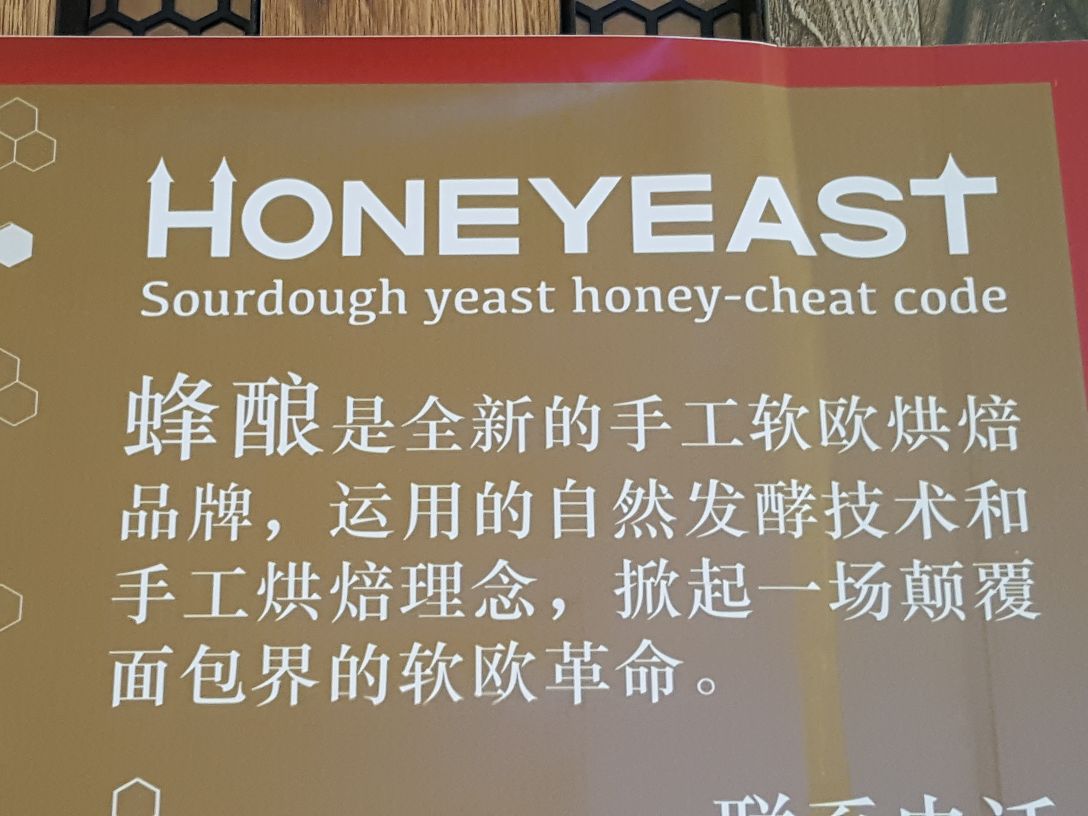 HONEYEAST
Sourdough yeast honey-cheat code
蜂酿是全新的手工软欧烘焙
品牌，运用的自然发酵技术和
手工烘焙理念，掀起一场颠覆
面包界的软欧革命。